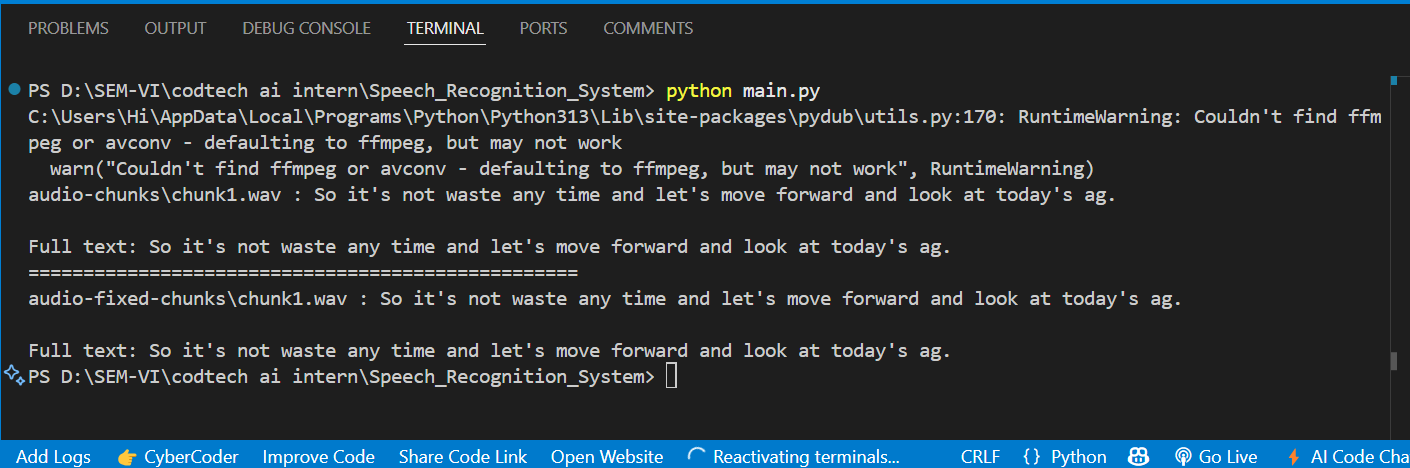 PROBLEMS OUTPUT DEBUG CONSOLE TERMINAL PORTS COMMENTS
PS D:\SEM-VI\codtech ai intern\Speech_Recognition_System> python main.py
C:\Users\Hi\AppData\Local\Programs\Python\Python313\Lib\site-packages\pydub\utils.py:170: RuntimeWarning: Couldn't find ffm
peg or avconv - defaulting to ffmpeg, but may not work
  warn("Couldn't find ffmpeg or avconv - defaulting to ffmpeg, but may not work", RuntimeWarning)
audio-chunks\chunk1.wav : So it's not waste any time and let's move forward and look at today's ag.
Full text: So it's not waste any time and let's move forward and look at today's ag.
==================================================
audio-fixed-chunks\chunk1.wav : So it's not waste any time and let's move forward and look at today's ag.
Full text: So it's not waste any time and let's move forward and look at today's ag.
PS D:\SEM-VI\codtech ai intern\Speech_Recognition_System>
Add Logs 👉 CyberCoder Improve Code Share Code Link Open Website Reactivating terminals... CRLF {} Python Go Live AI Code Cha